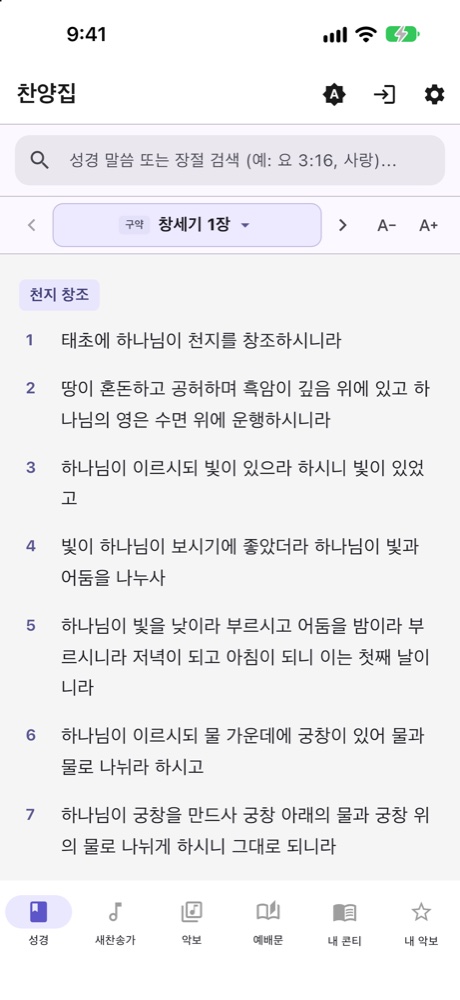 9:41
찬양집
A
성경 말씀 또는 장절 검색 (예: 요 3:16, 사랑)...
구약 창세기 1장
A−
A+
천지 창조
1 태초에 하나님이 천지를 창조하시니라
2 땅이 혼돈하고 공허하며 흑암이 깊음 위에 있고 하
나님의 영은 수면 위에 운행하시니라
3 하나님이 이르시되 빛이 있으라 하시니 빛이 있었
고
4 빛이 하나님이 보시기에 좋았더라 하나님이 빛과
어둠을 나누사
5 하나님이 빛을 낮이라 부르시고 어둠을 밤이라 부
르시니라 저녁이 되고 아침이 되니 이는 첫째 날이
니라
6 하나님이 이르시되 물 가운데에 궁창이 있어 물과
물로 나뉘라 하시고
7 하나님이 궁창을 만드사 궁창 아래의 물과 궁창 위
의 물로 나뉘게 하시니 그대로 되니라
성경
새찬송가
악보
예배문
내 콘티
내 악보